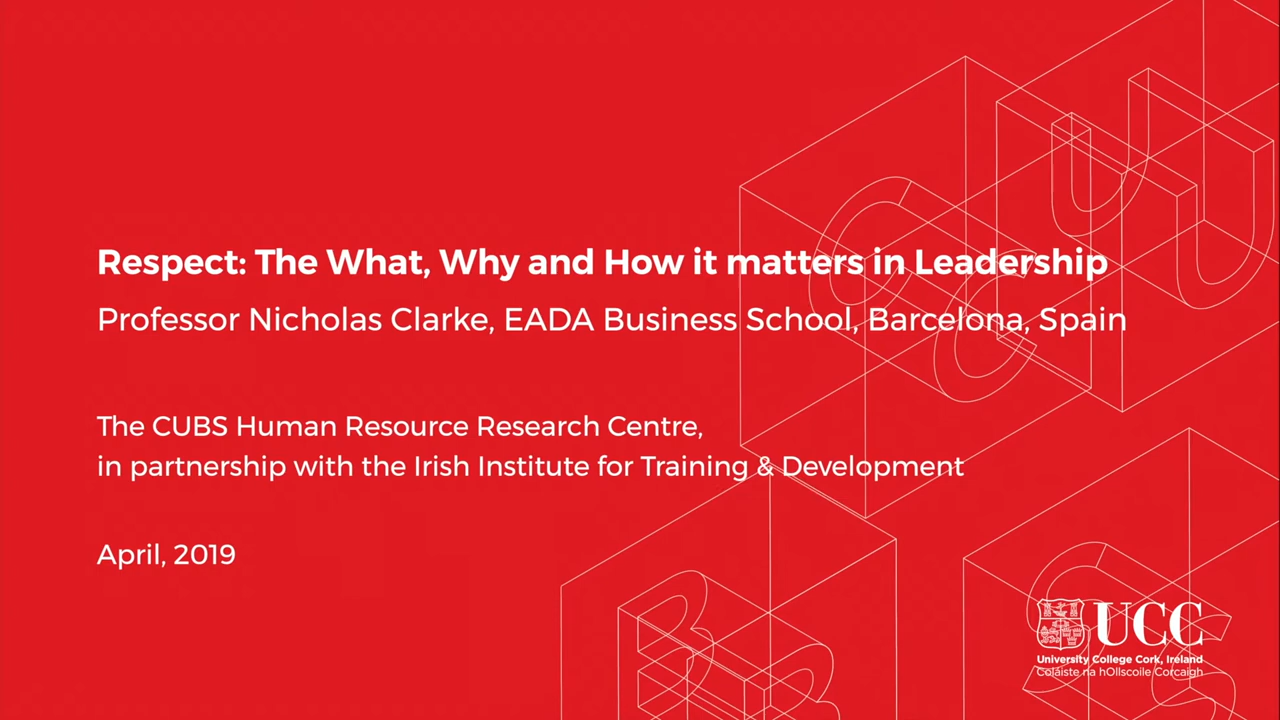 Respect: The What, Why and How it matters in Leadership
Professor Nicholas Clarke, EADA Business School, Barcelona, Spain
The CUBS Human Resource Research Centre,
in partnership with the Irish Institute for Training & Development
April, 2019
UCC
University College Cork, Ireland
Coláiste na hOllscoile Corcaigh